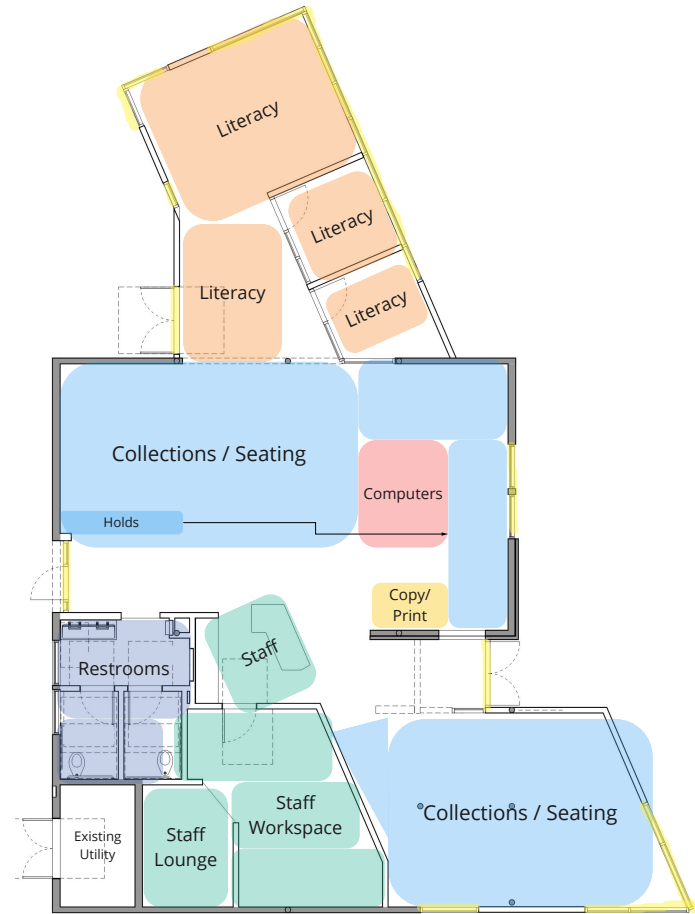 Literacy
Literacy
Literacy
Literacy
Collections / Seating
Computers
Holds
Copy/
Print
Staff
Restrooms
Staff
Workspace
Collections / Seating
Staff
Lounge
Existing
Utility